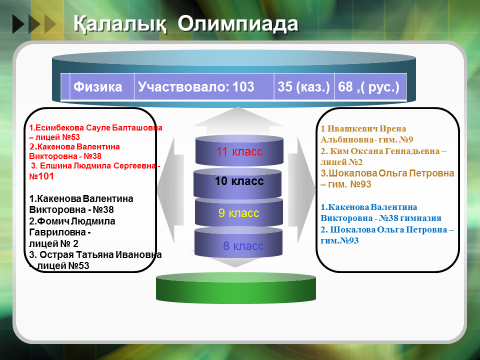 Қалалық Олимпиада
Физика Участвовало: 103 35 (каз.) 68 ,( рус.)
1.Есимбекова Сауле Балташовна
– лицей №53
2.Какенова Валентина
Викторовна - №38
3. Елшина Людмила Сергеевна -
№101
1.Какенова Валентина
Викторовна - №38
2.Фомич Людмила
Гавриловна -
лицей № 2
3. Острая Татьяна Ивановна
лицей №53
11 класс
10 класс
9 класс
8 класс
1 Ивашкевич Ирена
Альбиновна- гим. №9
2. Ким Оксана Геннадьевна –
лицей №2
3.Шокалова Ольга Петровна
– гим. №93
1.Какенова Валентина
Викторовна - №38 гимназия
2. Шокалова Ольга Петровна –
гим.№93